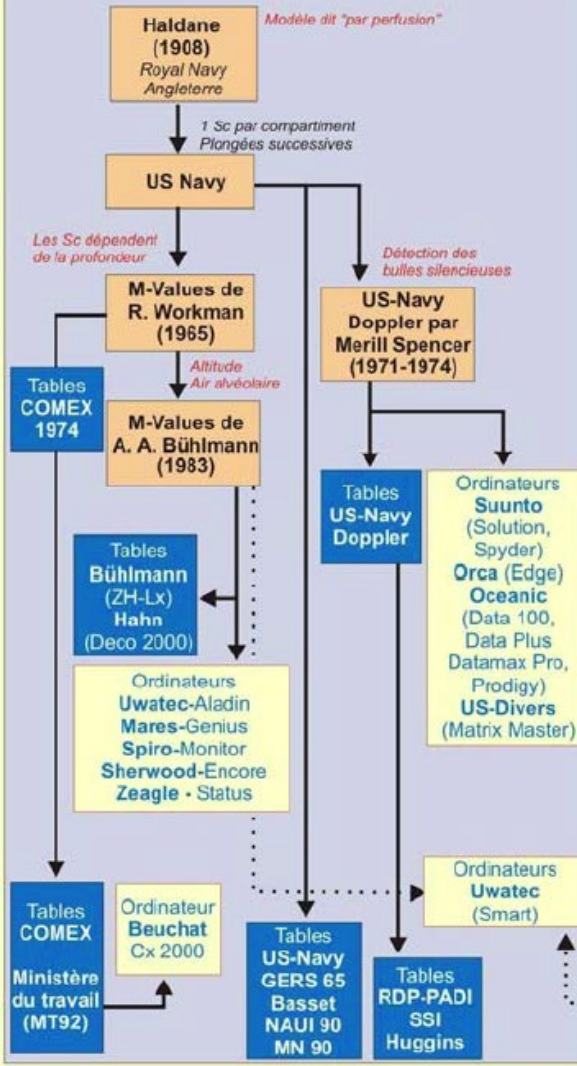 Haldane
(1908)
Royal Navy
Angleterre
Modèle dit "par perfusion"
1 Sc par compartiment
Plongées successives
US Navy
Les Sc dépendent
de la profondeur
Détection des
bulles silencieuses
M-Values de
R. Workman
(1965)
US-Navy
Doppler par
Merill Spencer
(1971-1974)
Tables
COMEX
1974
Altitude
Air alvéolaire
M-Values de
A. A. Bühlmann
(1983)
Tables
US-Navy
Doppler
Ordinateurs
Suunto
(Solution,
Spyder)
Orca (Edge)
Oceanic
(Data 100,
Data Plus
Datamax Pro,
Prodigy)
US-Divers
(Matrix Master)
Tables
Bühlmann
(ZH-Lx)
Hahn
(Deco 2000)
Ordinateurs
Uwatec-Aladin
Mares-Genius
Spiro-Monitor
Sherwood-Encore
Zeagle - Status
Ordinateurs
Uwatec
(Smart)
Tables
COMEX
Ministère
du travail
(MT92)
Ordinateur
Beuchat
Cx 2000
Tables
US-Navy
GERS 65
Basset
NAUI 90
MN 90
Tables
RDP-PADI
SSI
Huggins